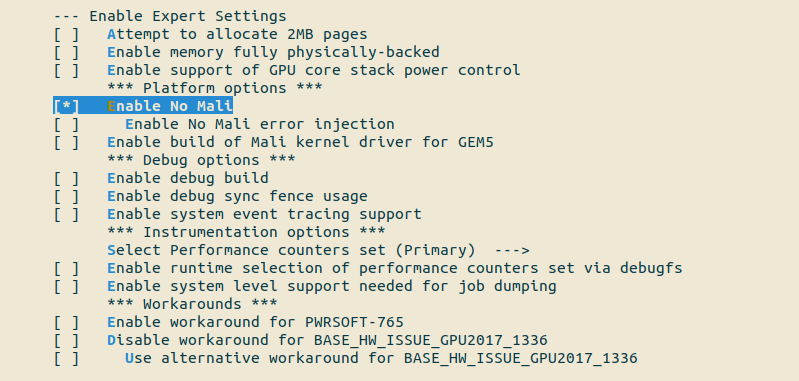 --- Enable Expert Settings
[ ]   Attempt to allocate 2MB pages
[ ]   Enable memory fully physically-backed
[ ]   Enable support of GPU core stack power control
      *** Platform options ***
[*]   Enable No Mali
[ ]     Enable No Mali error injection
[ ]   Enable build of Mali kernel driver for GEM5
      *** Debug options ***
[ ]   Enable debug build
[ ]   Enable debug sync fence usage
[ ]   Enable system event tracing support
      *** Instrumentation options ***
      Select Performance counters set (Primary)  --->
[ ]   Enable runtime selection of performance counters set via debugfs
[ ]   Enable system level support needed for job dumping
      *** Workarounds ***
[ ]   Enable workaround for PWRSOFT-765
[ ]   Disable workaround for BASE_HW_ISSUE_GPU2017_1336
[ ]     Use alternative workaround for BASE_HW_ISSUE_GPU2017_1336